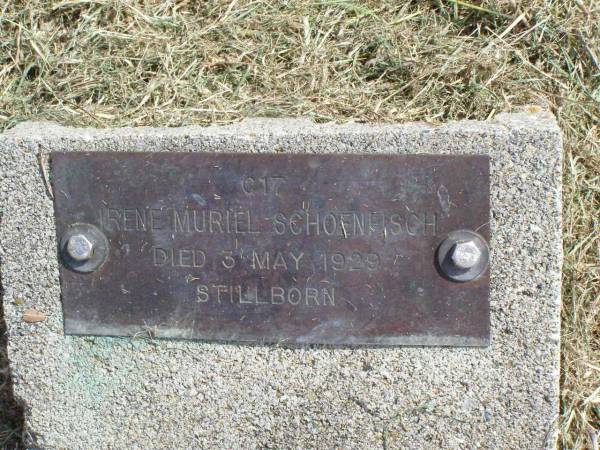 C17
IRENE MURIEL SCHOENFISCH
DIED 3 MAY 1929
STILLBORN